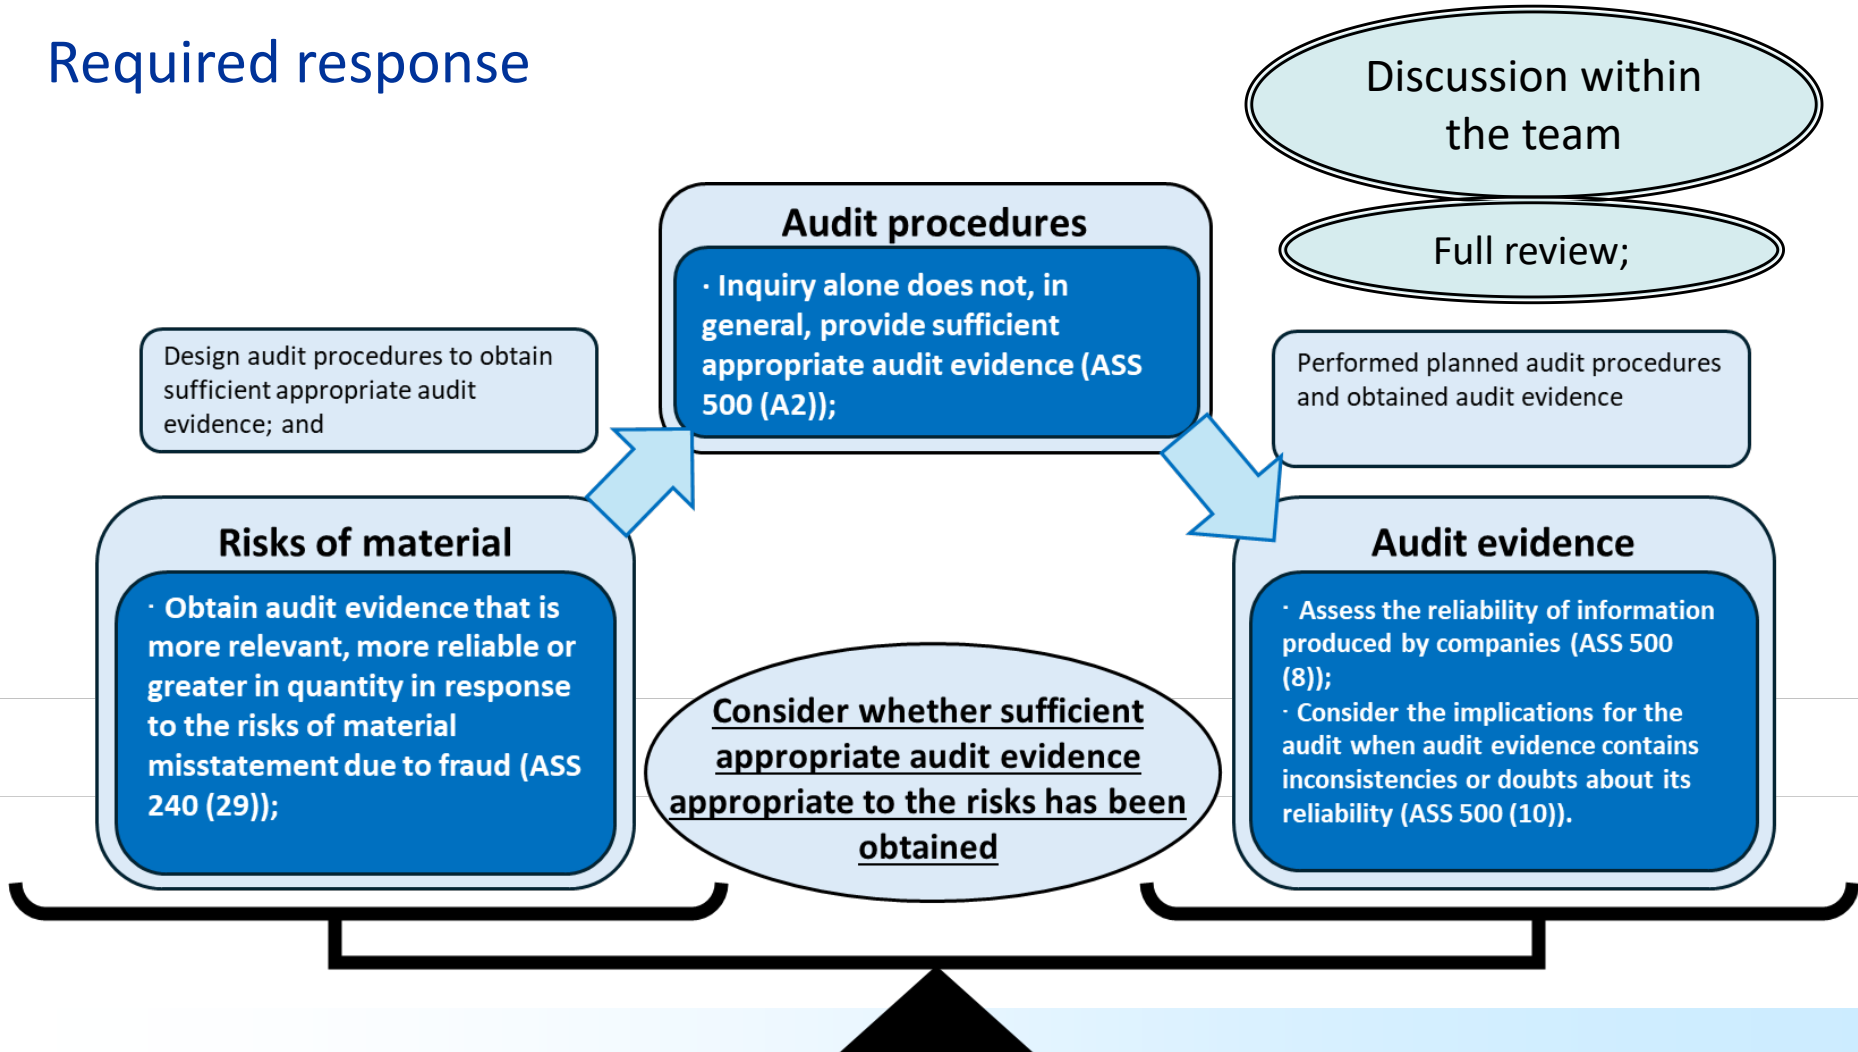 Required response
Discussion within
the team
Full review;
Audit procedures
· Inquiry alone does not, in
general, provide sufficient
appropriate audit evidence (ASS
500 (A2));
Design audit procedures to obtain
sufficient appropriate audit
evidence; and
Performed planned audit procedures
and obtained audit evidence
Risks of material
· Obtain audit evidence that is
more relevant, more reliable or
greater in quantity in response
to the risks of material
misstatement due to fraud (ASS
240 (29));
Consider whether sufficient
appropriate audit evidence
appropriate to the risks has been
obtained
Audit evidence
· Assess the reliability of information
produced by companies (ASS 500
(8));
· Consider the implications for the
audit when audit evidence contains
inconsistencies or doubts about its
reliability (ASS 500 (10)).